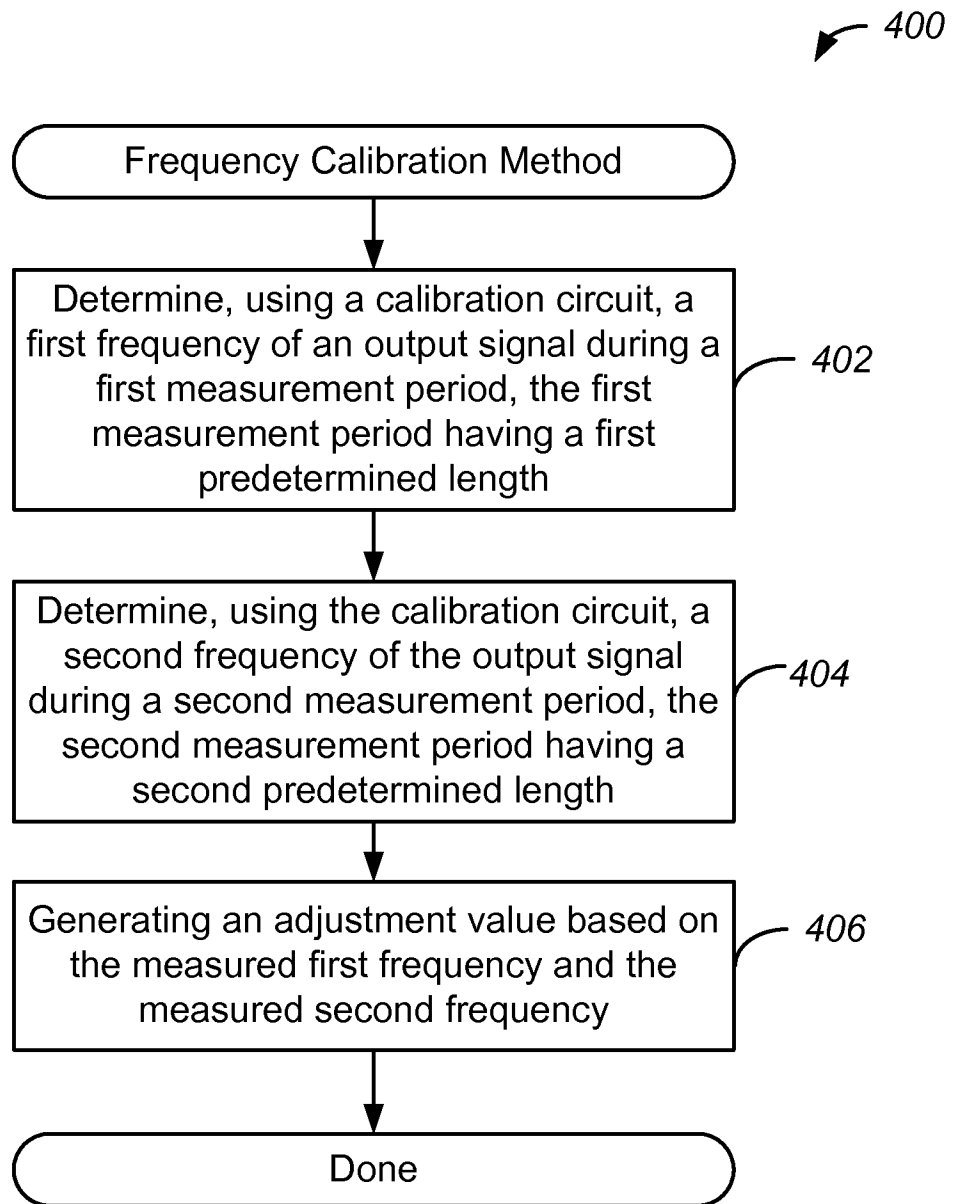 400
Frequency Calibration Method
Determine, using a calibration circuit, a
first frequency of an output signal during a
first measurement period, the first
measurement period having a first
predetermined length
402
Determine, using the calibration circuit, a
second frequency of the output signal
during a second measurement period, the
second measurement period having a
second predetermined length
404
Generating an adjustment value based on
the measured first frequency and the
measured second frequency
406
Done